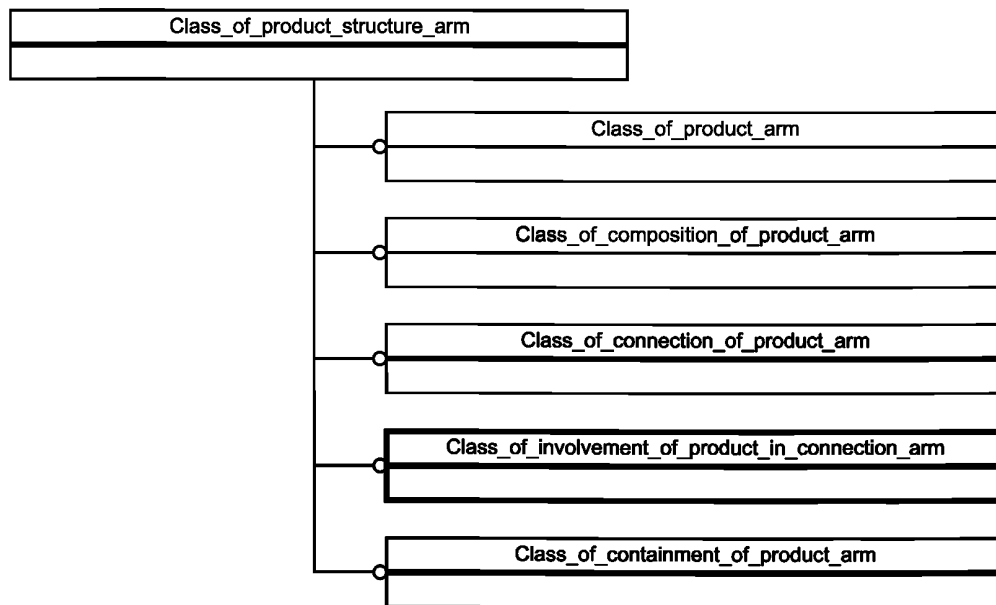 Class_of_product_structure_arm
Class_of_product_arm
Class_of_composition_of_product_arm
Class_of_connection_of_product_arm
Class_of_involvement_of_product_in_connection_arm
Class_of_containment_of_product_arm